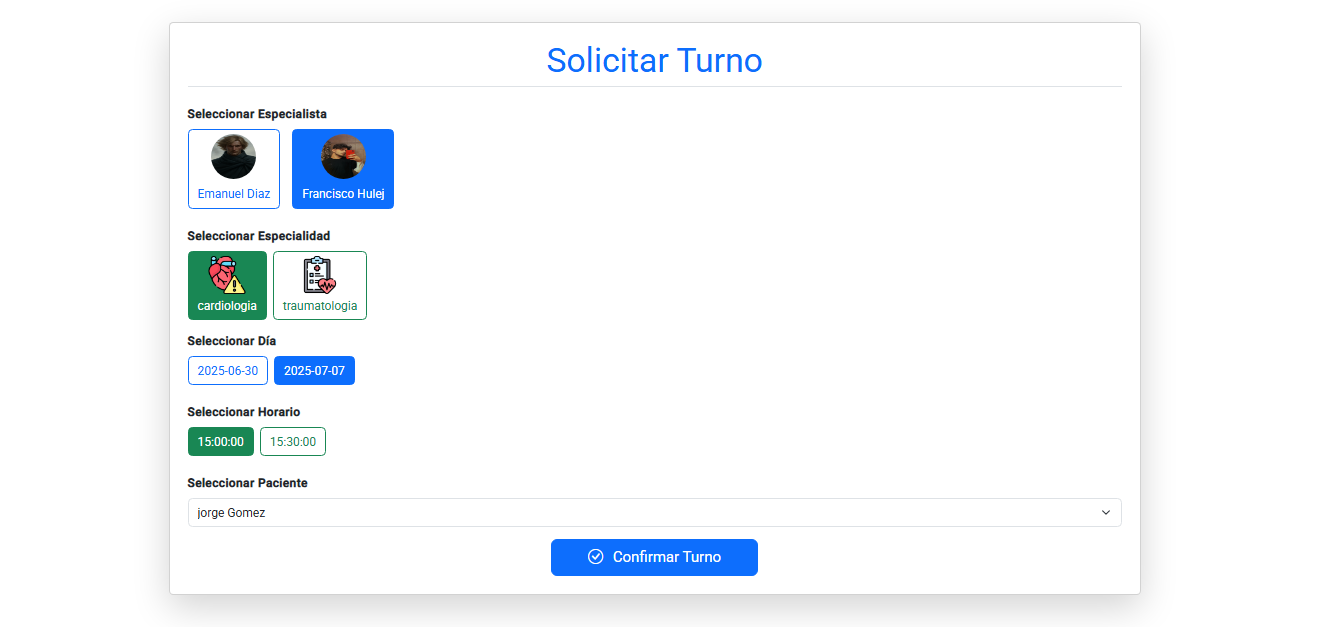 Solicitar Turno
Seleccionar Especialista
Emanuel Diaz Francisco Hulej
Seleccionar Especialidad
cardiologia traumatologia
Seleccionar Día
2025-06-30 2025-07-07
Seleccionar Horario
15:00:00 15:30:00
Seleccionar Paciente
jorge Gomez
Confirmar Turno